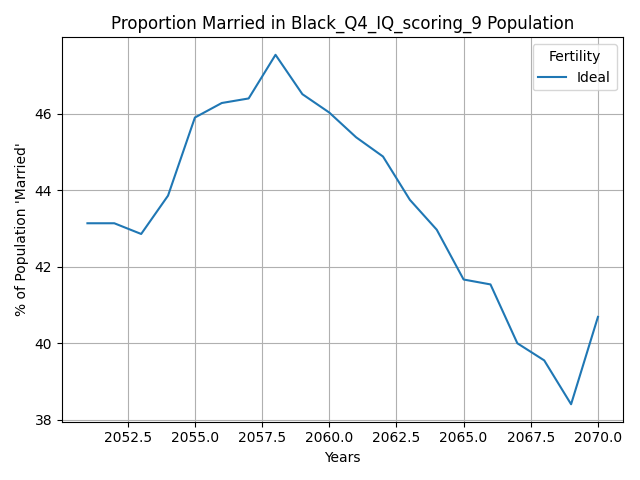 Proportion Married in Black_Q4_IQ_scoring_9 Population
Fertility
Ideal
% of Population 'Married'
46
44
42
40
38
2052.5
2055.0
2057.5
2060.0
2062.5
2065.0
2067.5
2070.0
Years